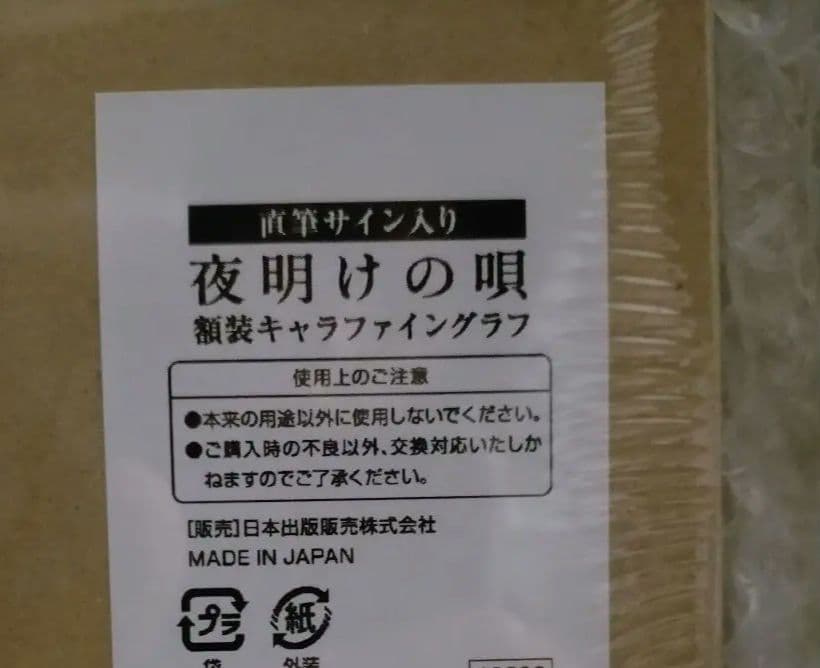 直筆サイン入り
夜明けの唄
額装キャラファイングラフ
使用上のご注意
●本来の用途以外に使用しないでください。
●ご購入時の不良以外、交換対応いたしか
ねますのでご了承ください。
[販売]日本出版販売株式会社
MADE IN JAPAN
プラ 紙
袋 外装